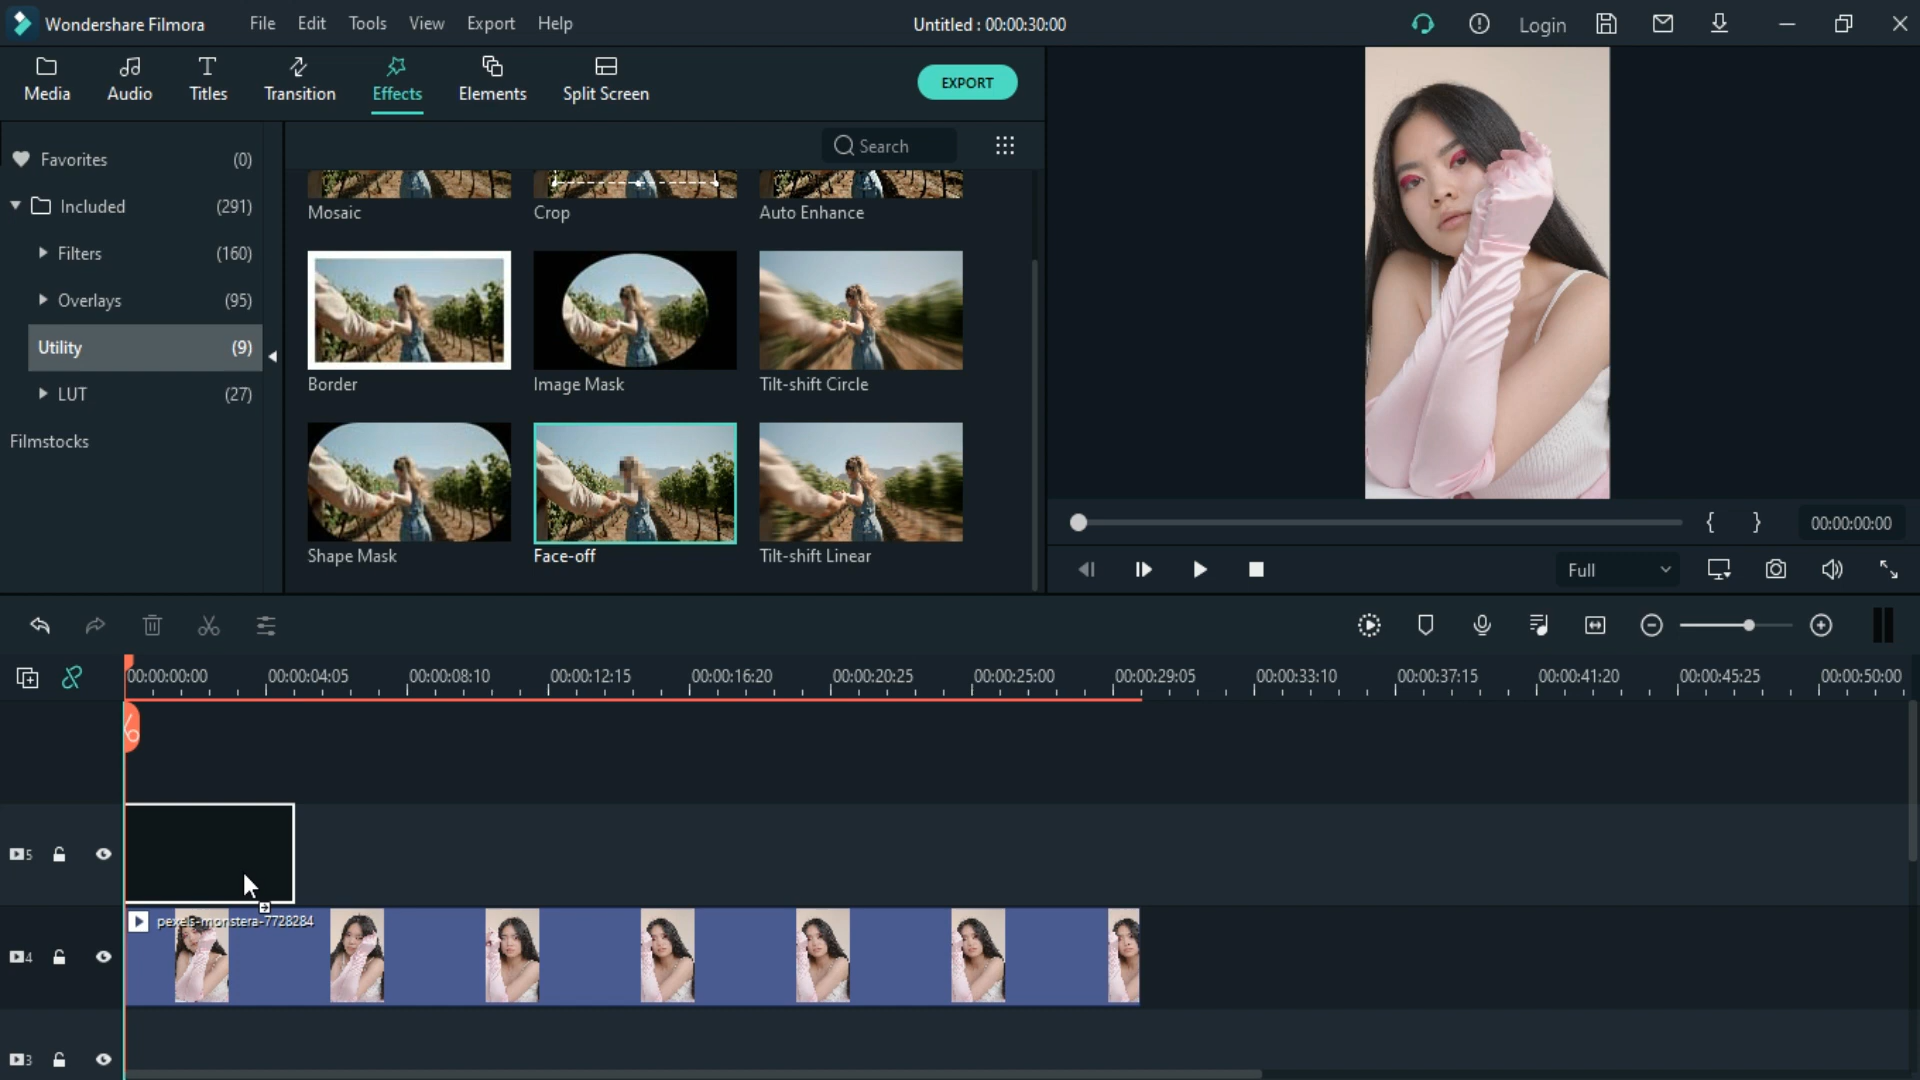 Wondershare Filmora File Edit Tools View Export Help Untitled : 00:00:30:00 Login
Media Audio Titles Transition Effects Elements Split Screen EXPORT
Favorites (0) Search
Included (291)
Filters (160)
Overlays (95)
Utility (9)
LUT (27)
Filmstocks
Mosaic Crop Auto Enhance
Border Image Mask Tilt-shift Circle
Shape Mask Face-off Tilt-shift Linear
{ } 00:00:00:00
Full
00:00:00:00 00:00:04:05 00:00:08:10 00:00:12:15 00:00:16:20 00:00:20:25 00:00:25:00 00:00:29:05 00:00:33:10 00:00:37:15 00:00:41:20 00:00:45:25 00:00:50:00
5
pexels-monstera-7728284
4
3